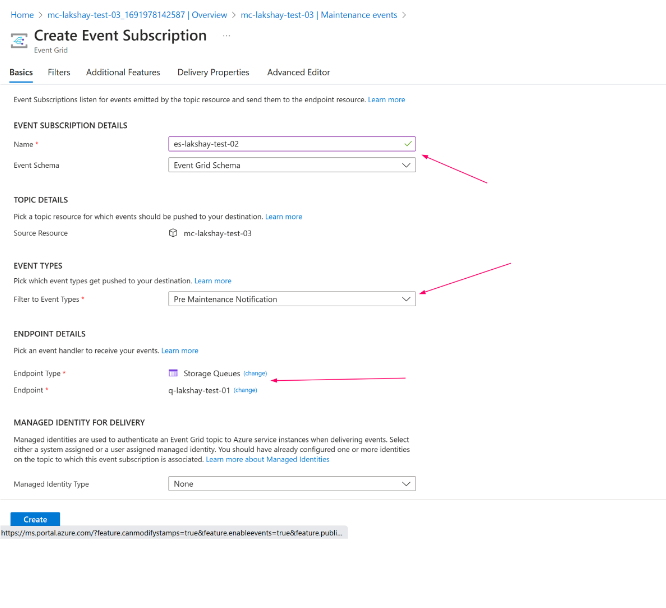 Home > mc-lakshay-test-03_1691978142587 | Overview > mc-lakshay-test-03 | Maintenance events >
Create Event Subscription ...
Event Grid
Basics Filters Additional Features Delivery Properties Advanced Editor
Event Subscriptions listen for events emitted by the topic resource and send them to the endpoint resource. Learn more
EVENT SUBSCRIPTION DETAILS
Name * es-lakshay-test-02
Event Schema Event Grid Schema
TOPIC DETAILS
Pick a topic resource for which events should be pushed to your destination. Learn more
Source Resource mc-lakshay-test-03
EVENT TYPES
Pick which event types get pushed to your destination. Learn more
Filter to Event Types * Pre Maintenance Notification
ENDPOINT DETAILS
Pick an event handler to receive your events. Learn more
Endpoint Type * Storage Queues (change)
Endpoint * q-lakshay-test-01 (change)
MANAGED IDENTITY FOR DELIVERY
Managed identities are used to authenticate an Event Grid topic to Azure service instances when delivering events. Select
either a system assigned or a user assigned managed identity. You should have already configured one or more identities
on the topic to which this event subscription is associated. Learn more about Managed Identities
Managed Identity Type None
Create
https://ms.portal.azure.com/?feature.canmodifystamps=true&feature.enableevents=true&feature.publi...